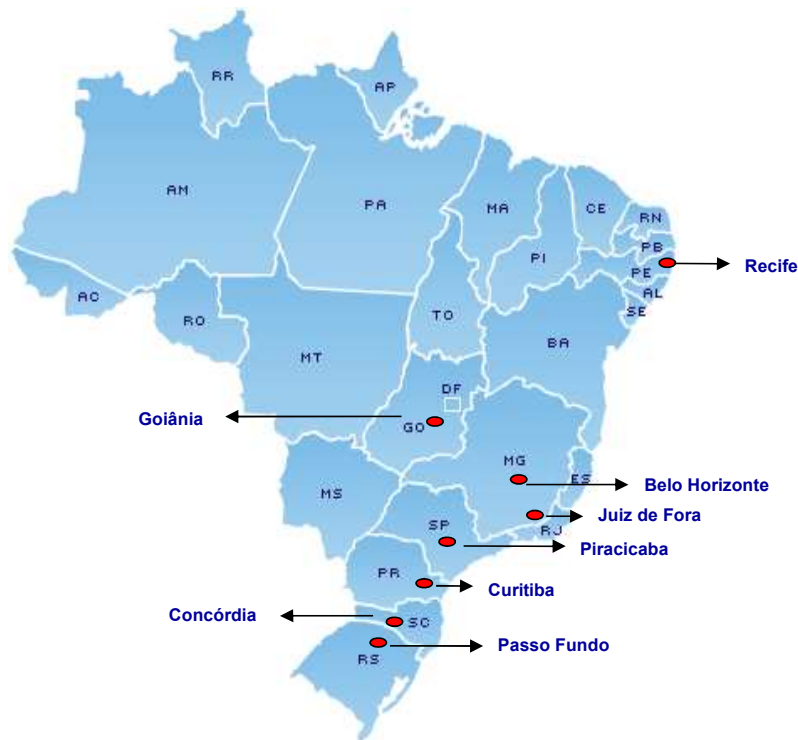 RR
AP
AM
PA
MA
CE
RN
PB
PI
PE
Recife
AC
AL
SE
RO
TO
BA
MT
DF
Goiânia
GO
MG
ES
Belo Horizonte
MS
Juiz de Fora
SP
RJ
Piracicaba
PR
Curitiba
Concórdia
SC
Passo Fundo
RS